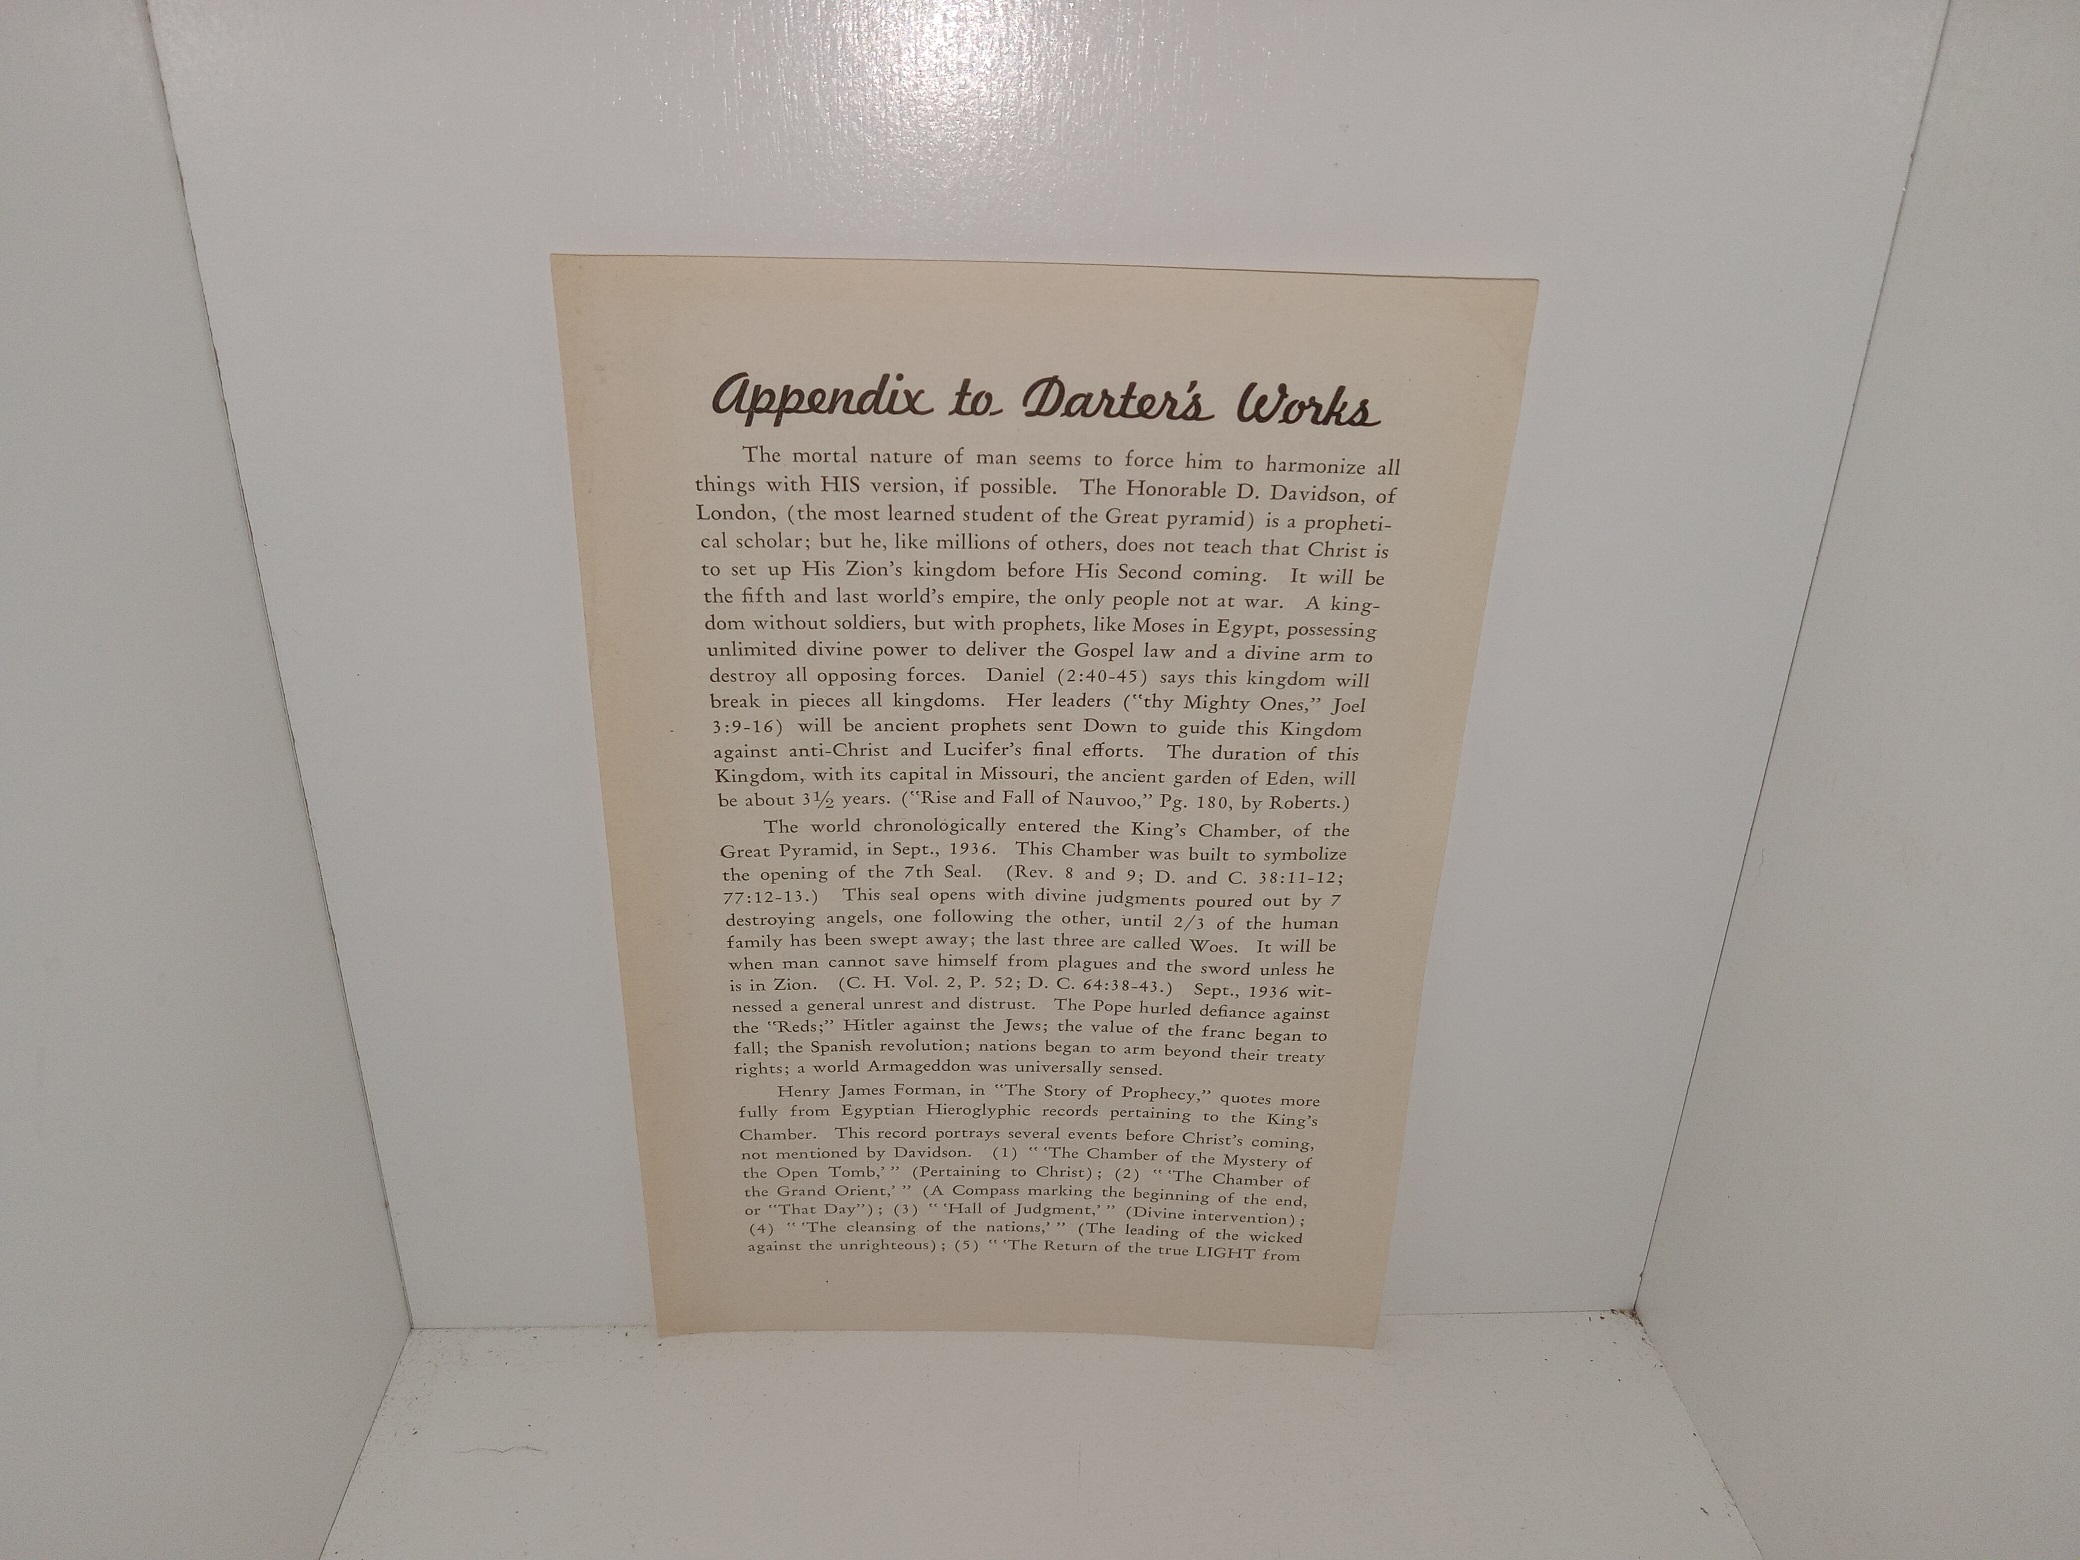 Appendix to Darter's Works
The mortal nature of man seems to force him to harmonize all
things with HIS version, if possible. The Honorable D. Davidson, of
London, (the most learned student of the Great pyramid) is a propheti-
cal scholar; but he, like millions of others, does not teach that Christ is
to set up His Zion's kingdom before His Second coming. It will be
the fifth and last world's empire, the only people not at war. A king-
dom without soldiers, but with prophets, like Moses in Egypt, possessing
unlimited divine power to deliver the Gospel law and a divine arm to
destroy all opposing forces. Daniel (2:40-45) says this kingdom will
break in pieces all kingdoms. Her leaders ("thy Mighty Ones," Joel
3:9-16) will be ancient prophets sent Down to guide this Kingdom
against anti-Christ and Lucifer's final efforts. The duration of this
Kingdom, with its capital in Missouri, the ancient garden of Eden, will
be about 3½ years. ("Rise and Fall of Nauvoo," Pg. 180, by Roberts.)
The world chronologically entered the King's Chamber, of the
Great Pyramid, in Sept., 1936. This Chamber was built to symbolize
the opening of the 7th Seal. (Rev. 8 and 9; D. and C. 38:11-12;
77:12-13.) This seal opens with divine judgments poured out by 7
destroying angels, one following the other, until 2/3 of the human
family has been swept away; the last three are called Woes. It will be
when man cannot save himself from plagues and the sword unless he
is in Zion. (C. H. Vol. 2, P. 52; D. C. 64:38-43.) Sept., 1936 wit-
nessed a general unrest and distrust. The Pope hurled defiance against
the "Reds;" Hitler against the Jews; the value of the franc began to
fall; the Spanish revolution; nations began to arm beyond their treaty
rights; a world Armageddon was universally sensed.
Henry James Forman, in "The Story of Prophecy," quotes more
fully from Egyptian Hieroglyphic records pertaining to the King's
Chamber. This record portrays several events before Christ's coming,
not mentioned by Davidson. (1) " 'The Chamber of the Mystery of
the Open Tomb,' " (Pertaining to Christ); (2) " 'The Chamber of
the Grand Orient,' " (A Compass marking the beginning of the end,
or "That Day"); (3) " 'Hall of Judgment,' " (Divine intervention);
(4) " 'The cleansing of the nations,' " (The leading of the wicked
against the unrighteous); (5) " 'The Return of the true LIGHT from